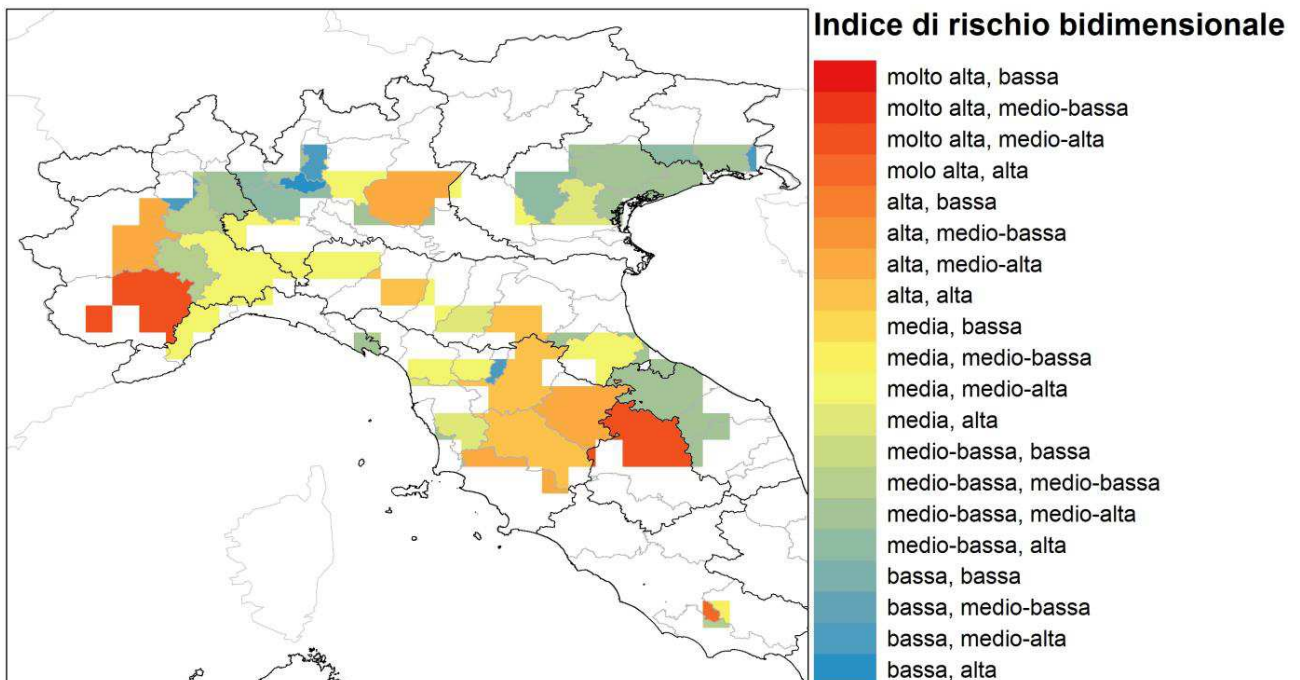 Indice di rischio bidimensionale
molto alta, bassa
molto alta, medio-bassa
molto alta, medio-alta
molo alta, alta
alta, bassa
alta, medio-bassa
alta, medio-alta
alta, alta
media, bassa
media, medio-bassa
media, medio-alta
media, alta
medio-bassa, bassa
medio-bassa, medio-bassa
medio-bassa, medio-alta
medio-bassa, alta
bassa, bassa
bassa, medio-bassa
bassa, medio-alta
bassa, alta